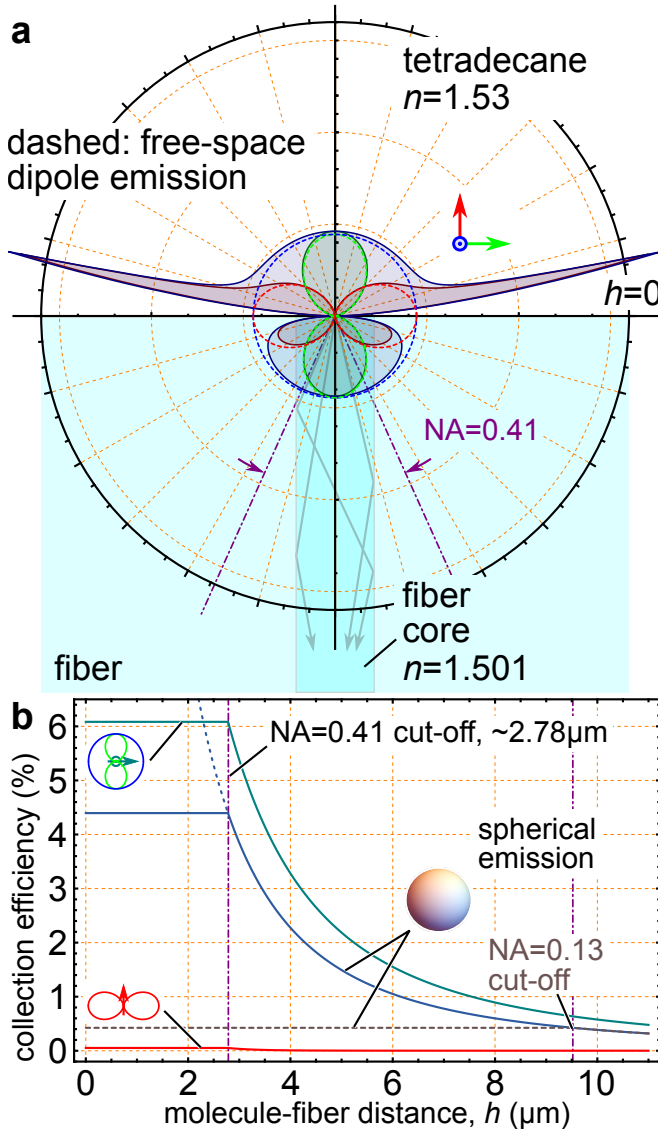 a
tetradecane
n=1.53
dashed: free-space
dipole emission
h=0
NA=0.41
fiber
core
n=1.501
fiber
b
NA=0.41 cut-off, ~2.78µm
spherical
emission
NA=0.13
cut-off
collection efficiency (%)
6
5
4
3
2
1
0
0 2 4 6 8 10
molecule-fiber distance, h (µm)